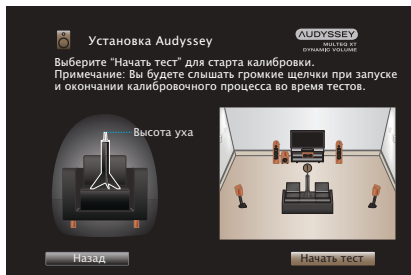 Установка Audyssey
AUDYSSEY
MULTEQ XT
DYNAMIC VOLUME
Выберите “Начать тест” для старта калибровки.
Примечание: Вы будете слышать громкие щелчки при запуске
и окончании калибровочного процесса во время тестов.
Высота уха
Назад
Начать тест